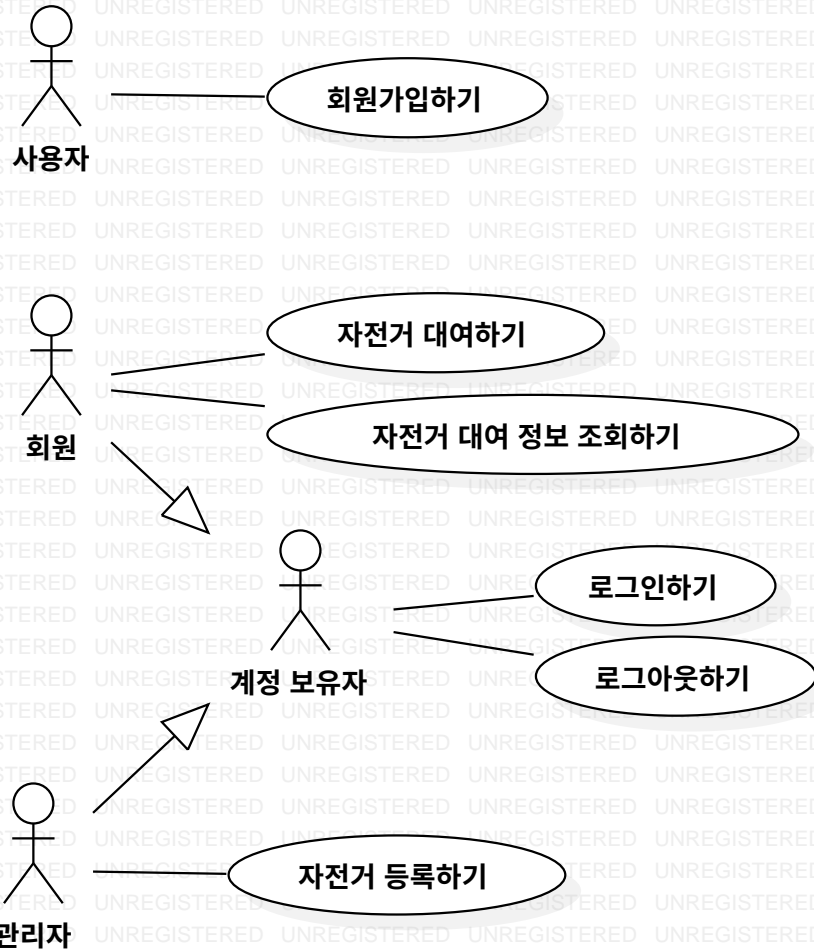 회원가입하기
사용자
자전거 대여하기
자전거 대여 정보 조회하기
회원
로그인하기
로그아웃하기
계정 보유자
자전거 등록하기
관리자
UNREGISTERED